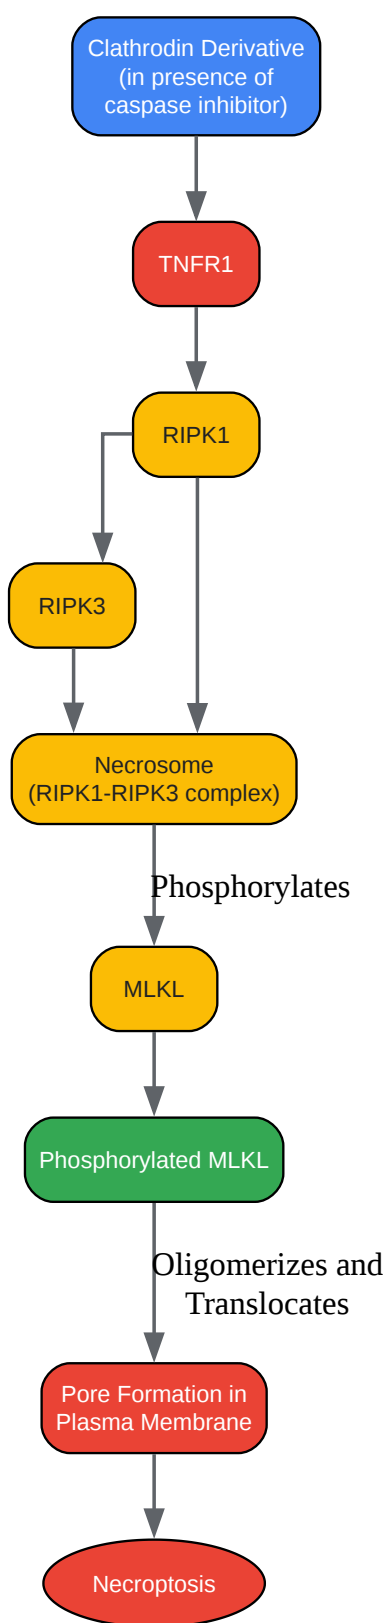 Clathrodin Derivative
(in presence of
caspase inhibitor)
TNFR1
RIPK1
RIPK3
Necrosome
(RIPK1-RIPK3 complex)
Phosphorylates
MLKL
Phosphorylated MLKL
Oligomerizes and
Translocates
Pore Formation in
Plasma Membrane
Necroptosis